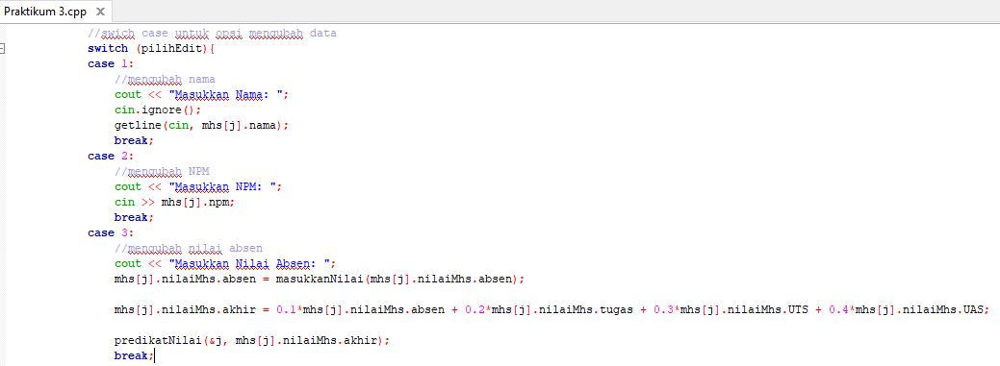 Praktikum 3.cpp X
//swich case untuk opsi mengubah data
switch (pilihEdit){
case 1:
//mengubah nama
cout << "Masukkan Nama: ";
cin.ignore();
getline(cin, mhs[j].nama);
break;
case 2:
//mengubah NPM
cout << "Masukkan NPM: ";
cin >> mhs[j].npm;
break;
case 3:
//mengubah nilai absen
cout << "Masukkan Nilai Absen: ";
mhs[j].nilaiMhs.absen = masukkanNilai(mhs[j].nilaiMhs.absen);
mhs[j].nilaiMhs.akhir = 0.1*mhs[j].nilaiMhs.absen + 0.2*mhs[j].nilaiMhs.tugas + 0.3*mhs[j].nilaiMhs.UTS + 0.4*mhs[j].nilaiMhs.UAS;
predikatNilai(&j, mhs[j].nilaiMhs.akhir);
break;